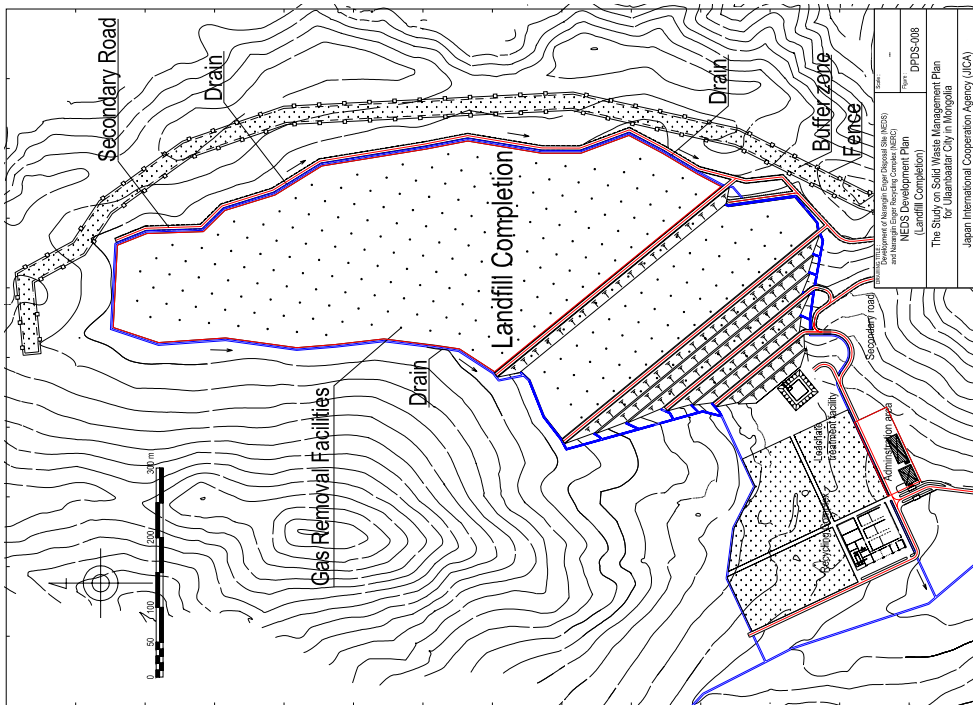 Secondary Road
Drain
Drain
Buffer zone
Fence
Landfill Completion
Drain
Gas Removal Facilities
0 50 100 200 300 m
Secondary road
Leachate
treatment facility
Adminstration area
Recycling complex
DRAWING TITLE :
Development of Narangiin Enger Disposal Site (NEDS)
and Narangiin Enger Recycling Complex (NERC)
NEDS Development Plan
(Landfill Completion)
Scale :
–
Figure :
DPDS-008
The Study on Solid Waste Management Plan
for Ulaanbaatar City in Mongolia
Japan International Cooperation Agency (JICA)